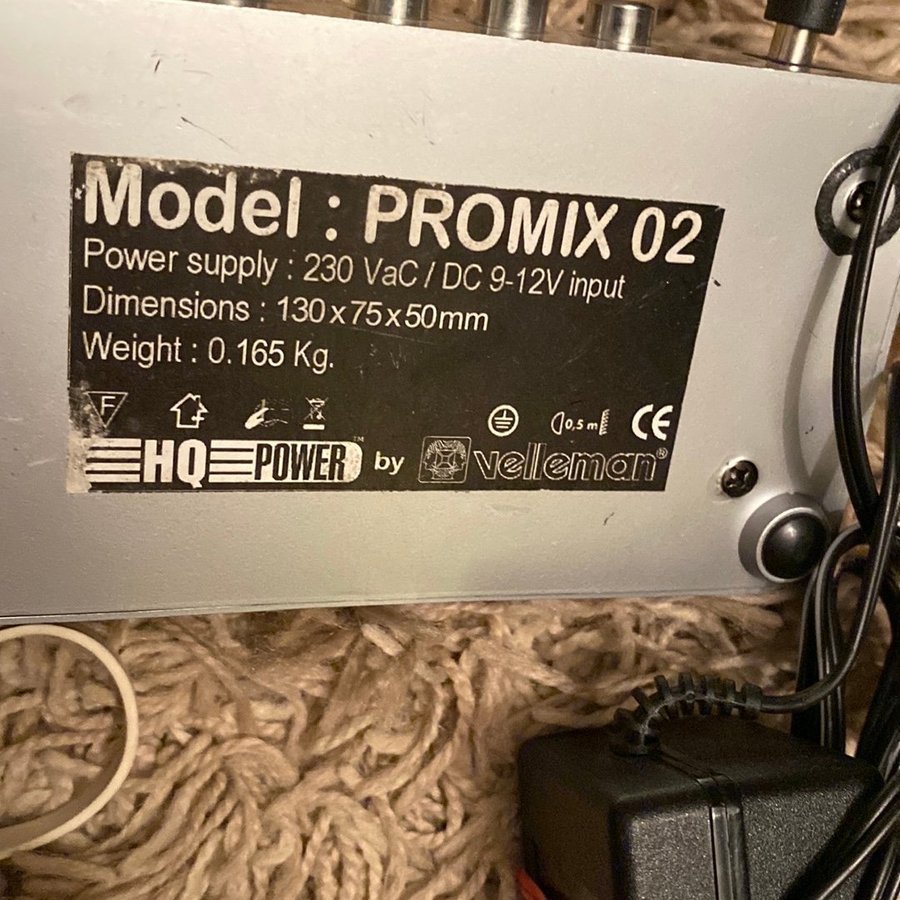 Model : PROMIX 02
Power supply : 230 VaC / DC 9-12V input
Dimensions : 130x75x50mm
Weight : 0.165 Kg.
F 0,5 m CE
HQ POWER™ by velleman®